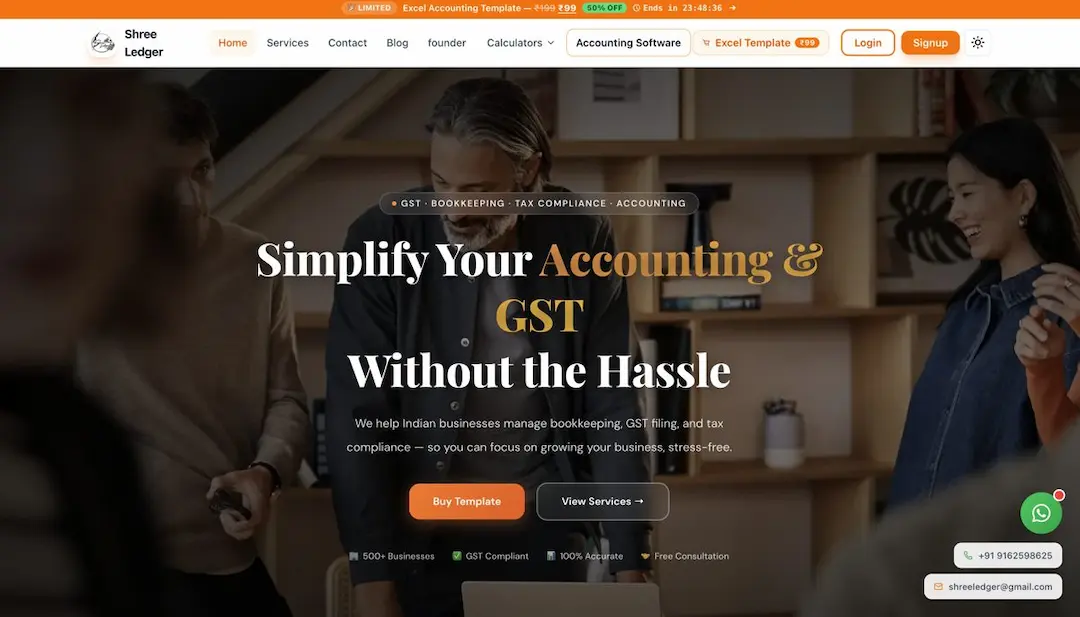 LIMITED Excel Accounting Template — ₹199 ₹99 50% OFF Ends in 23:48:36 →
Shree
Ledger
Home Services Contact Blog founder Calculators Accounting Software Excel Template ₹99 Login Signup
GST · BOOKKEEPING · TAX COMPLIANCE · ACCOUNTING
Simplify Your Accounting &
GST
Without the Hassle
We help Indian businesses manage bookkeeping, GST filing, and tax
compliance — so you can focus on growing your business, stress-free.
Buy Template View Services →
500+ Businesses GST Compliant 100% Accurate Free Consultation
+91 9162598625
shreeledger@gmail.com